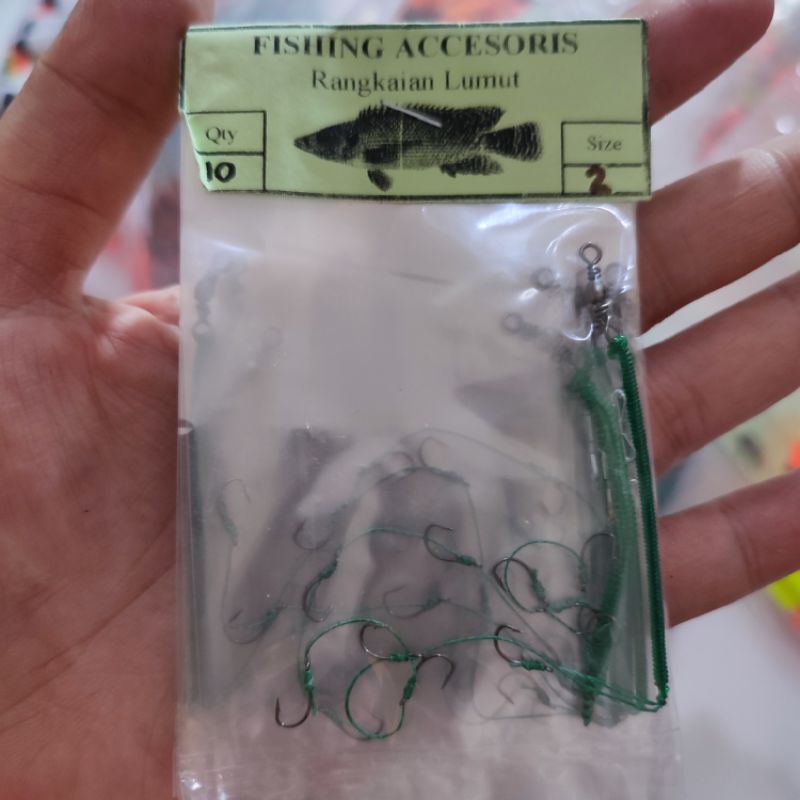 FISHING ACCESORIS
Rangkaian Lumut
Qty
10
Size
2